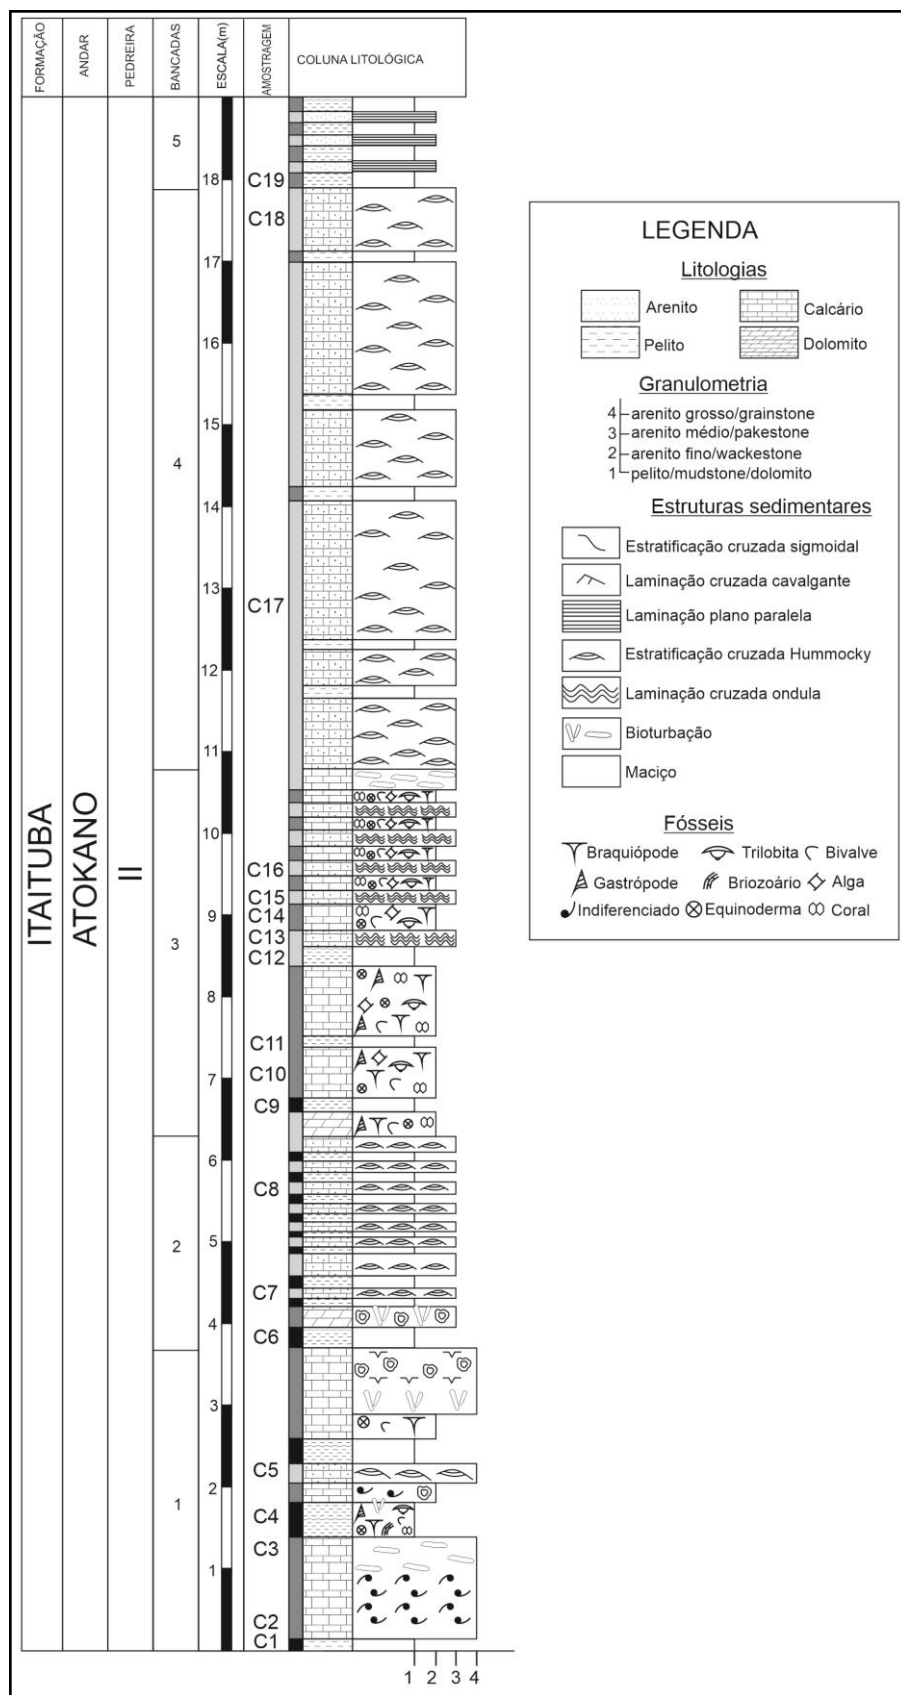 FORMAÇÃO
ANDAR
PEDREIRA
BANCADAS
ESCALA(m)
AMOSTRAGEM
COLUNA LITOLÓGICA
ITAITUBA
ATOKANO
II
5
4
3
2
1
18
17
16
15
14
13
12
11
10
9
8
7
6
5
4
3
2
1
C19
C18
C17
C16
C15
C14
C13
C12
C11
C10
C9
C8
C7
C6
C5
C4
C3
C2
C1
1 2 3 4
LEGENDA
Litologias
Arenito
Calcário
Pelito
Dolomito
Granulometria
4 arenito grosso/grainstone
3 arenito médio/pakestone
2 arenito fino/wackestone
1 pelito/mudstone/dolomito
Estruturas sedimentares
Estratificação cruzada sigmoidal
Laminação cruzada cavalgante
Laminação plano paralela
Estratificação cruzada Hummocky
Laminação cruzada ondula
Bioturbação
Maciço
Fósseis
Braquiópode Trilobita Bivalve
Gastrópode Briozoário Alga
Indiferenciado Equinoderma Coral